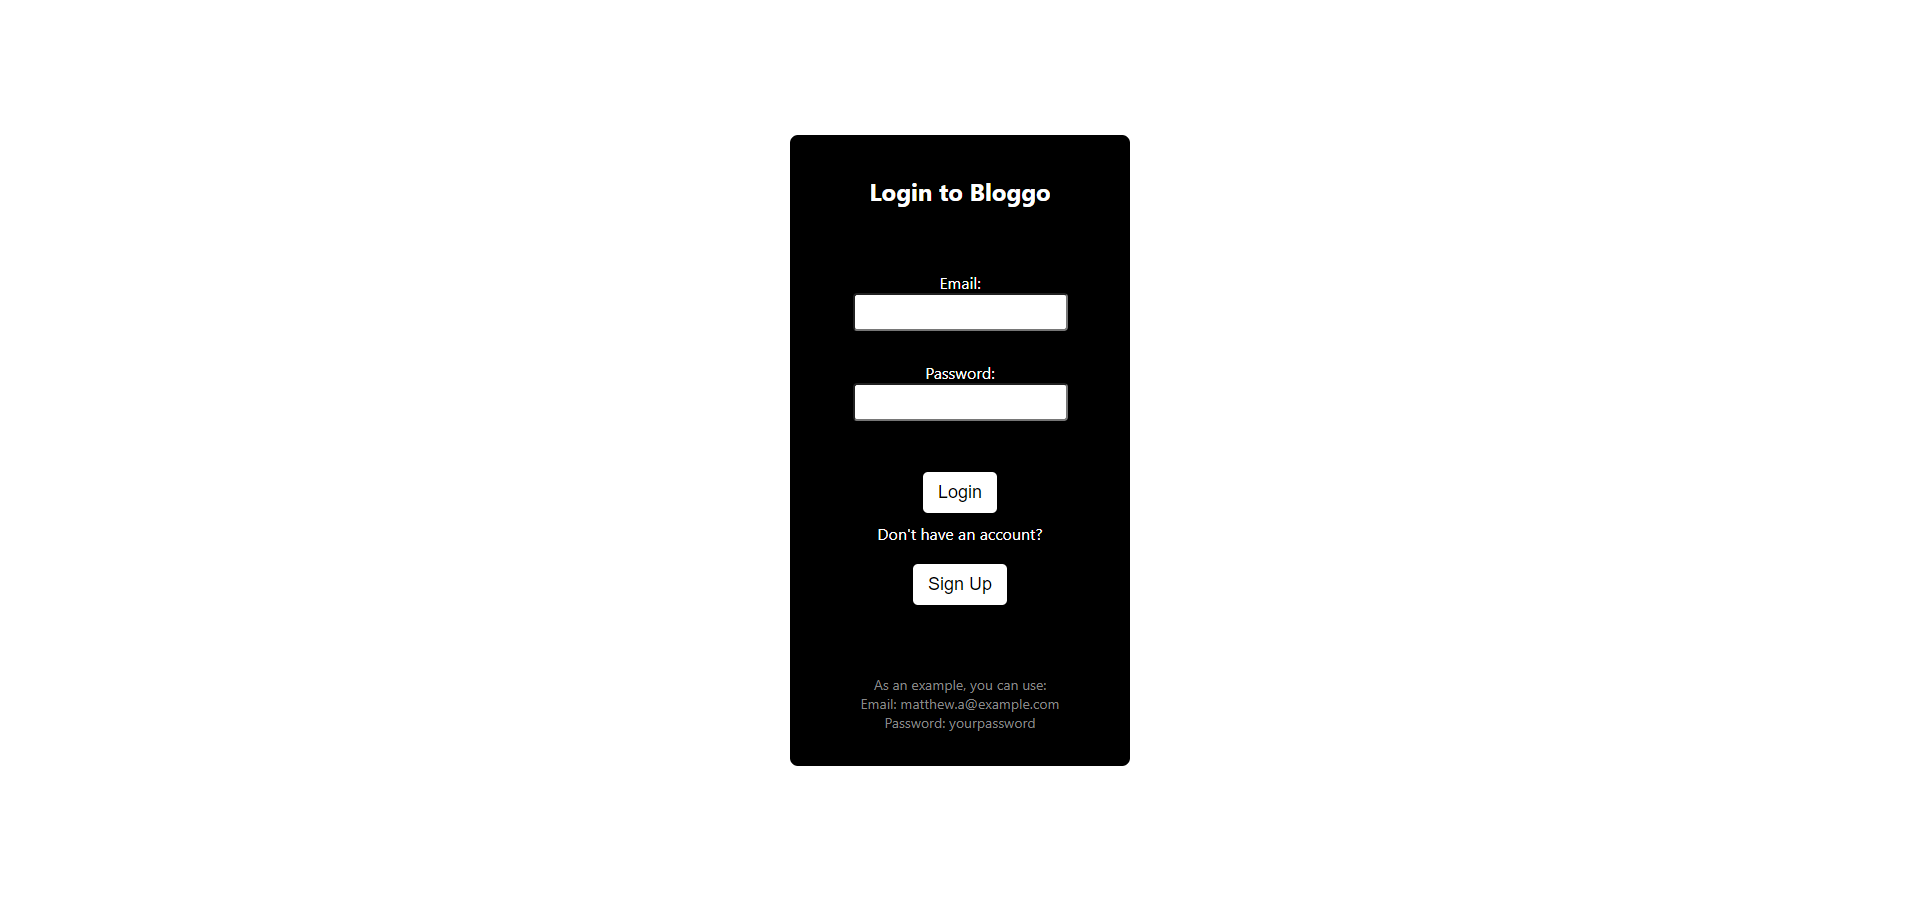 Login to Bloggo
Email:
Password:
Login
Don't have an account?
Sign Up
As an example, you can use:
Email: matthew.a@example.com
Password: yourpassword